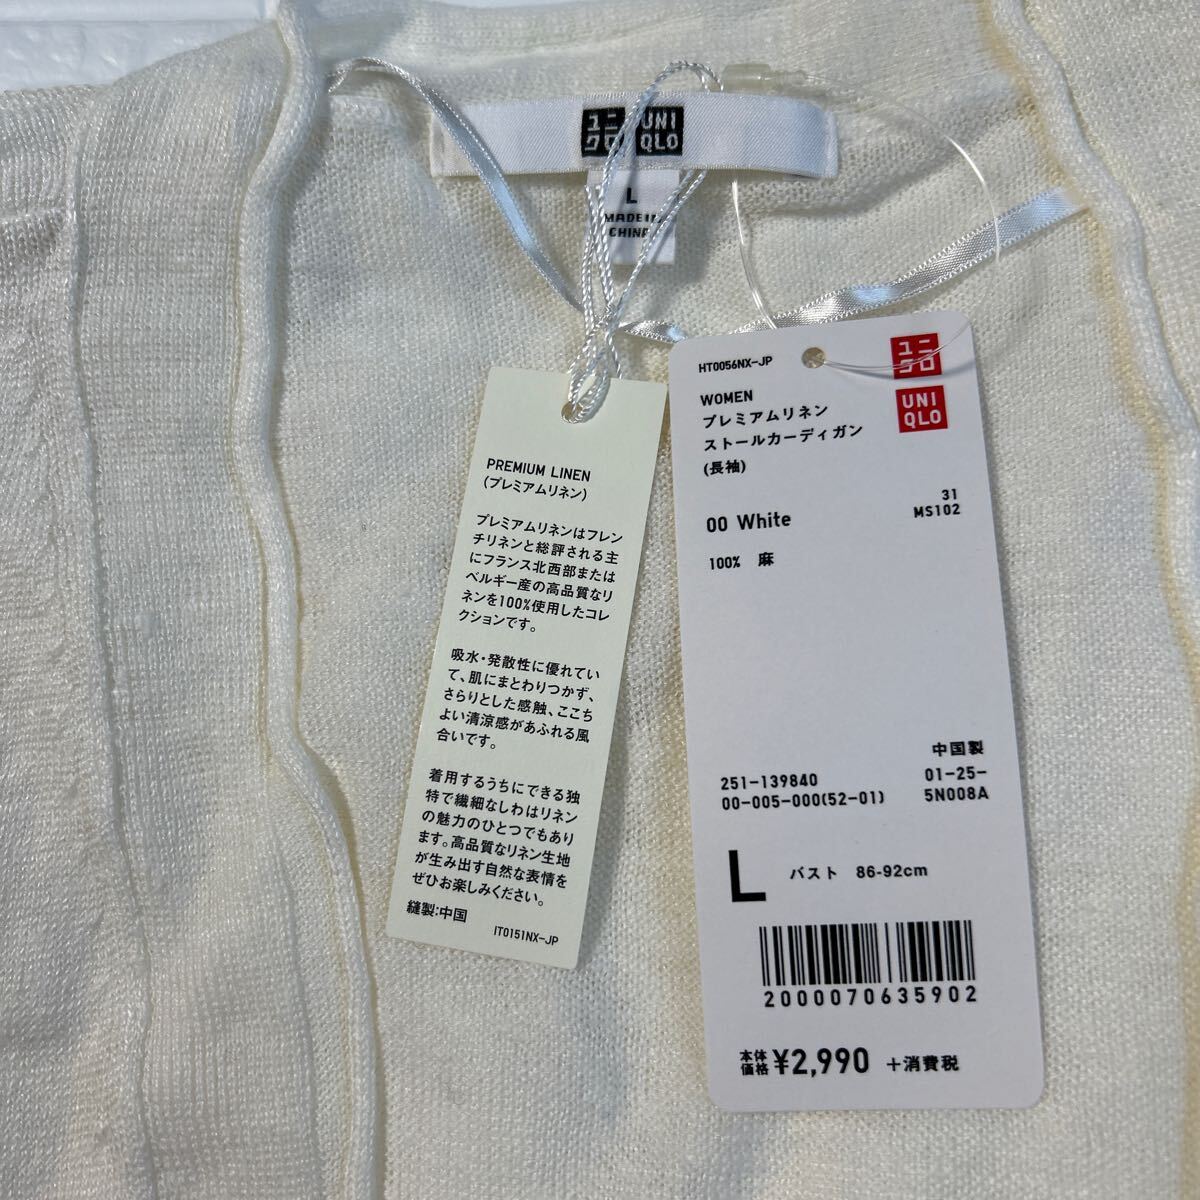 ユニ UNI
クロ QLO
L
MADE IN
CHINA
PREMIUM LINEN
(プレミアムリネン)
プレミアムリネンはフレン
チリネンと総評される主
にフランス北西部または
ベルギー産の高品質なリ
ネンを100%使用したコレ
クションです。
吸水・発散性に優れてい
て、肌にまとわりつかず、
さらりとした感触、ここち
よい清涼感があふれる風
合いです。
着用するうちにできる独
特で繊細なしわはリネン
の魅力のひとつでもあり
ます。高品質なリネン生地
が生み出す自然な表情を
ぜひお楽しみください。
縫製:中国
IT0151NX-JP
HT0056NX-JP
ユニ
クロ
UNI
QLO
WOMEN
プレミアムリネン
ストールカーディガン
(長袖)
31
00 White MS102
100% 麻
中国製
251-139840 01-25-
00-005-000(52-01) 5N008A
L バスト 86-92cm
2000070635902
本体
価格 ¥2,990 +消費税